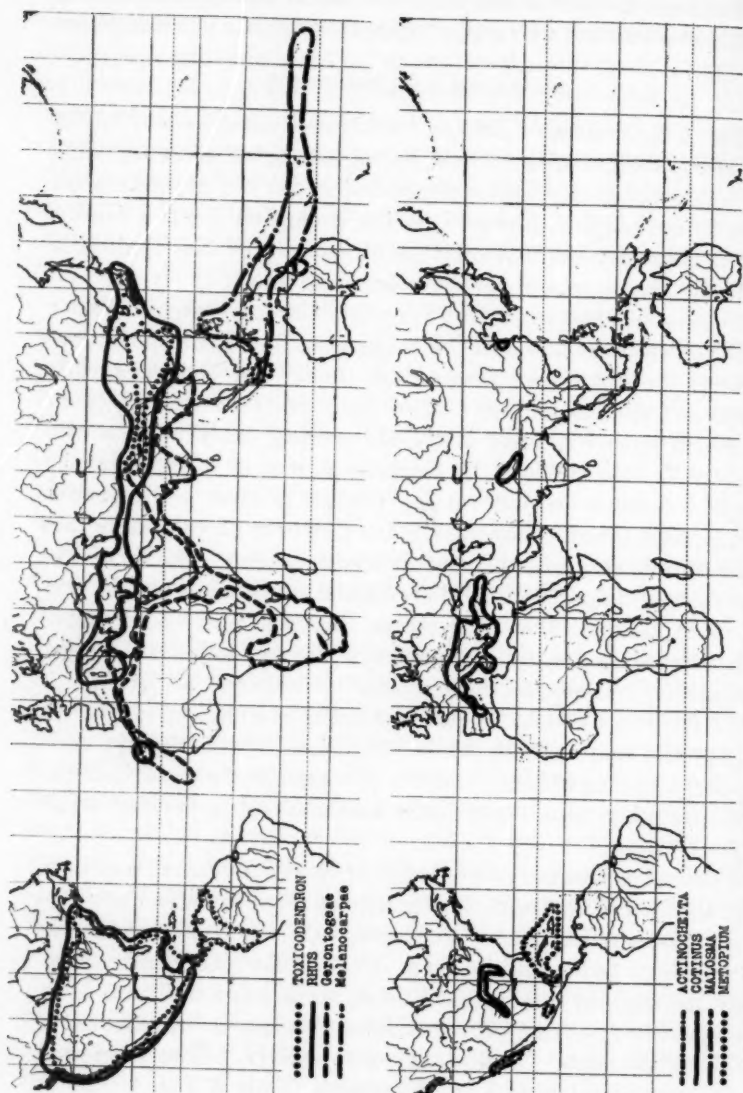 TOXICODENDRON
RHUS
Gerontogeae
Melanocarpae
ACTINOCHEITA
COTINUS
MALOSMA
METOPIUM